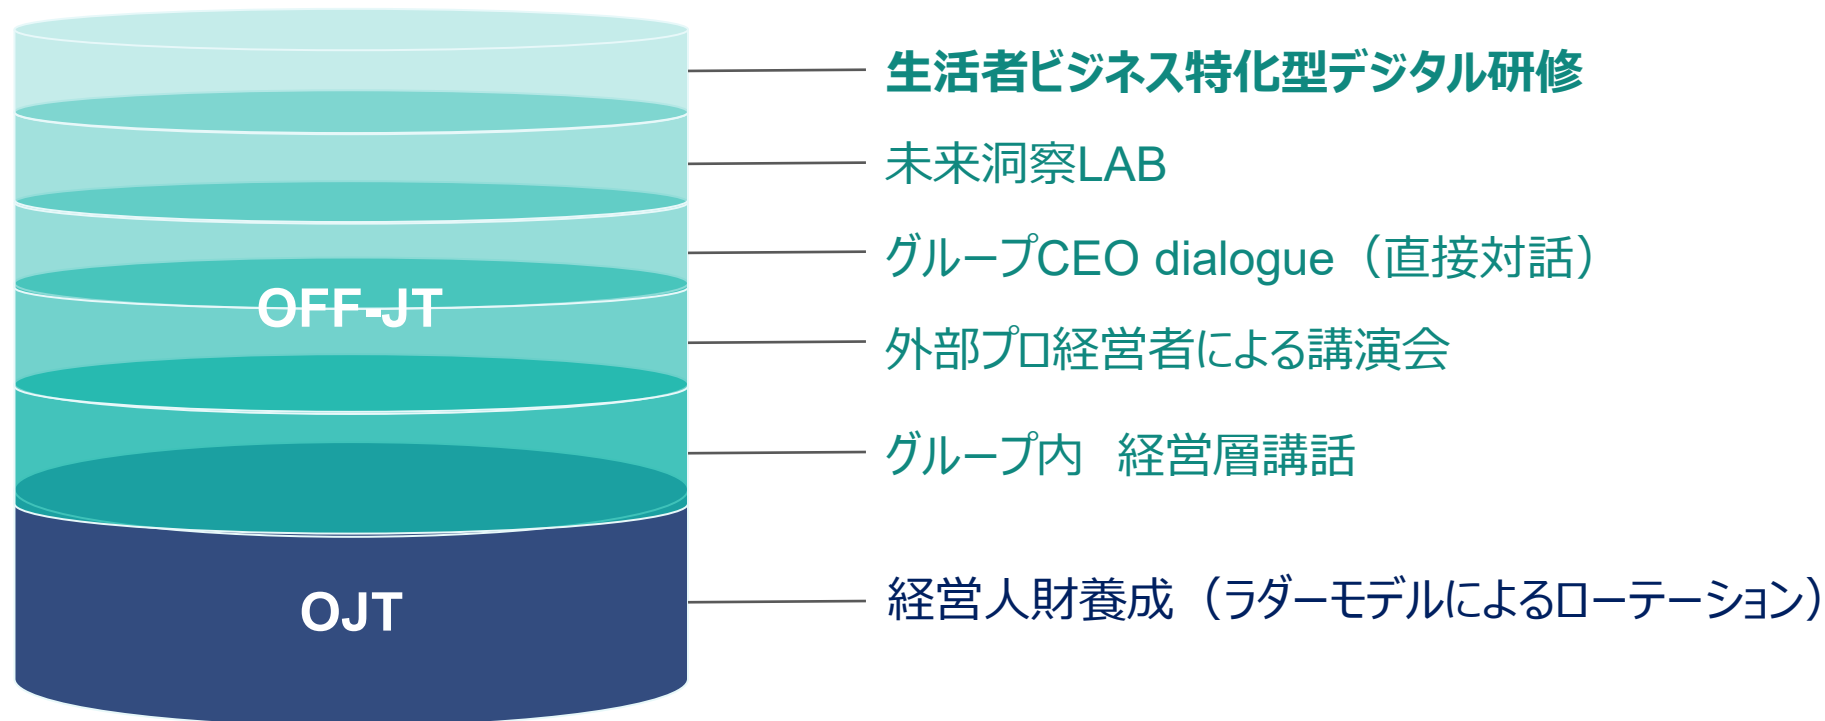 生活者ビジネス特化型デジタル研修
未来洞察LAB
グループCEO dialogue（直接対話）
OFF-JT
外部プロ経営者による講演会
グループ内　経営層講話
OJT
経営人財養成（ラダーモデルによるローテーション）